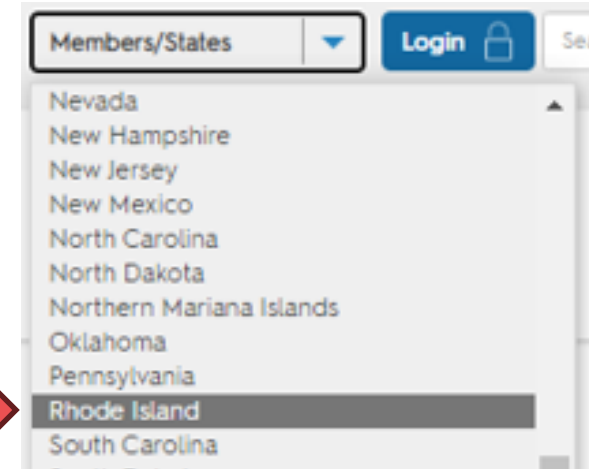 Members/States
Login
Nevada
New Hampshire
New Jersey
New Mexico
North Carolina
North Dakota
Northern Mariana Islands
Oklahoma
Pennsylvania
Rhode Island
South Carolina